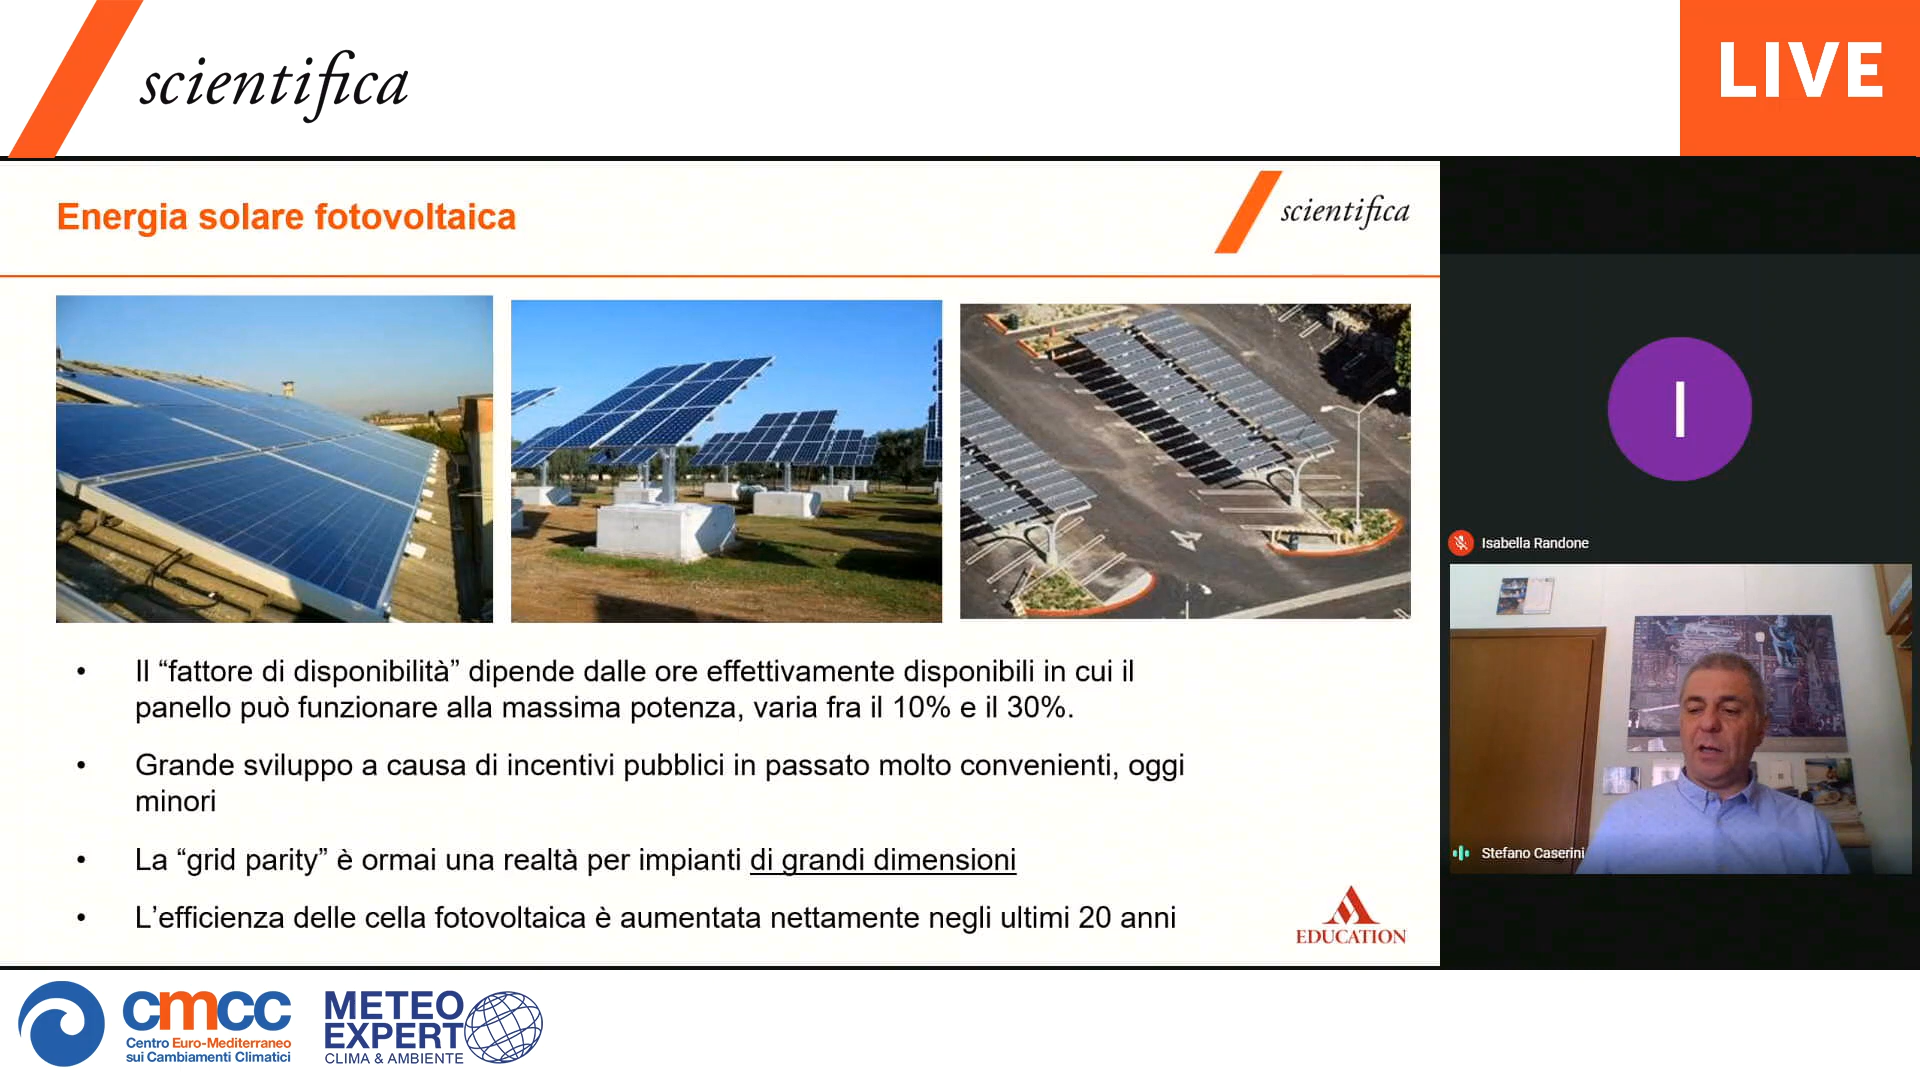 scientifica
LIVE
Energia solare fotovoltaica
scientifica
• Il “fattore di disponibilità” dipende dalle ore effettivamente disponibili in cui il
panello può funzionare alla massima potenza, varia fra il 10% e il 30%.
• Grande sviluppo a causa di incentivi pubblici in passato molto convenienti, oggi
minori
• La “grid parity” è ormai una realtà per impianti di grandi dimensioni
• L’efficienza delle cella fotovoltaica è aumentata nettamente negli ultimi 20 anni
EDUCATION
I
Isabella Randone
Stefano Caserini
cmcc
Centro Euro-Mediterraneo
sui Cambiamenti Climatici
METEO
EXPERT
CLIMA & AMBIENTE